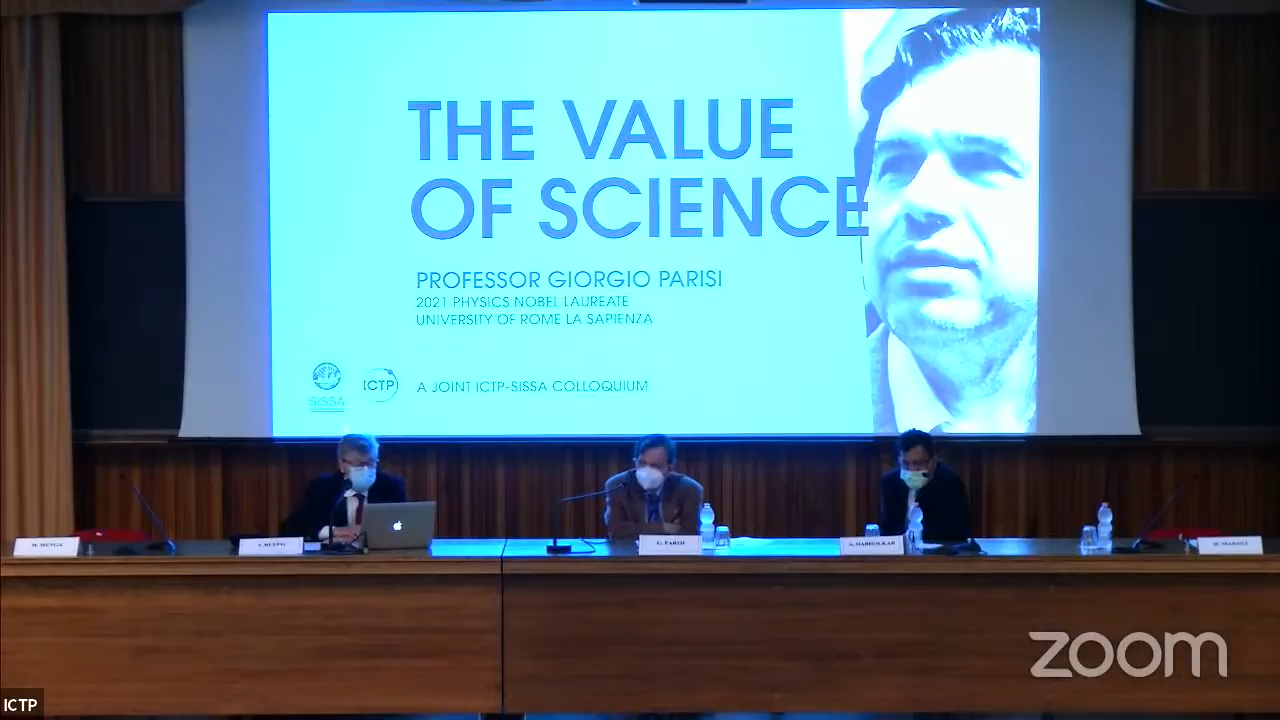 THE VALUE
OF SCIENCE
PROFESSOR GIORGIO PARISI
2021 PHYSICS NOBEL LAUREATE
UNIVERSITY OF ROME LA SAPIENZA
SISSA
ICTP
A JOINT ICTP-SISSA COLLOQUIUM
G. PARISI
A. DABHOLKAR
zoom
ICTP